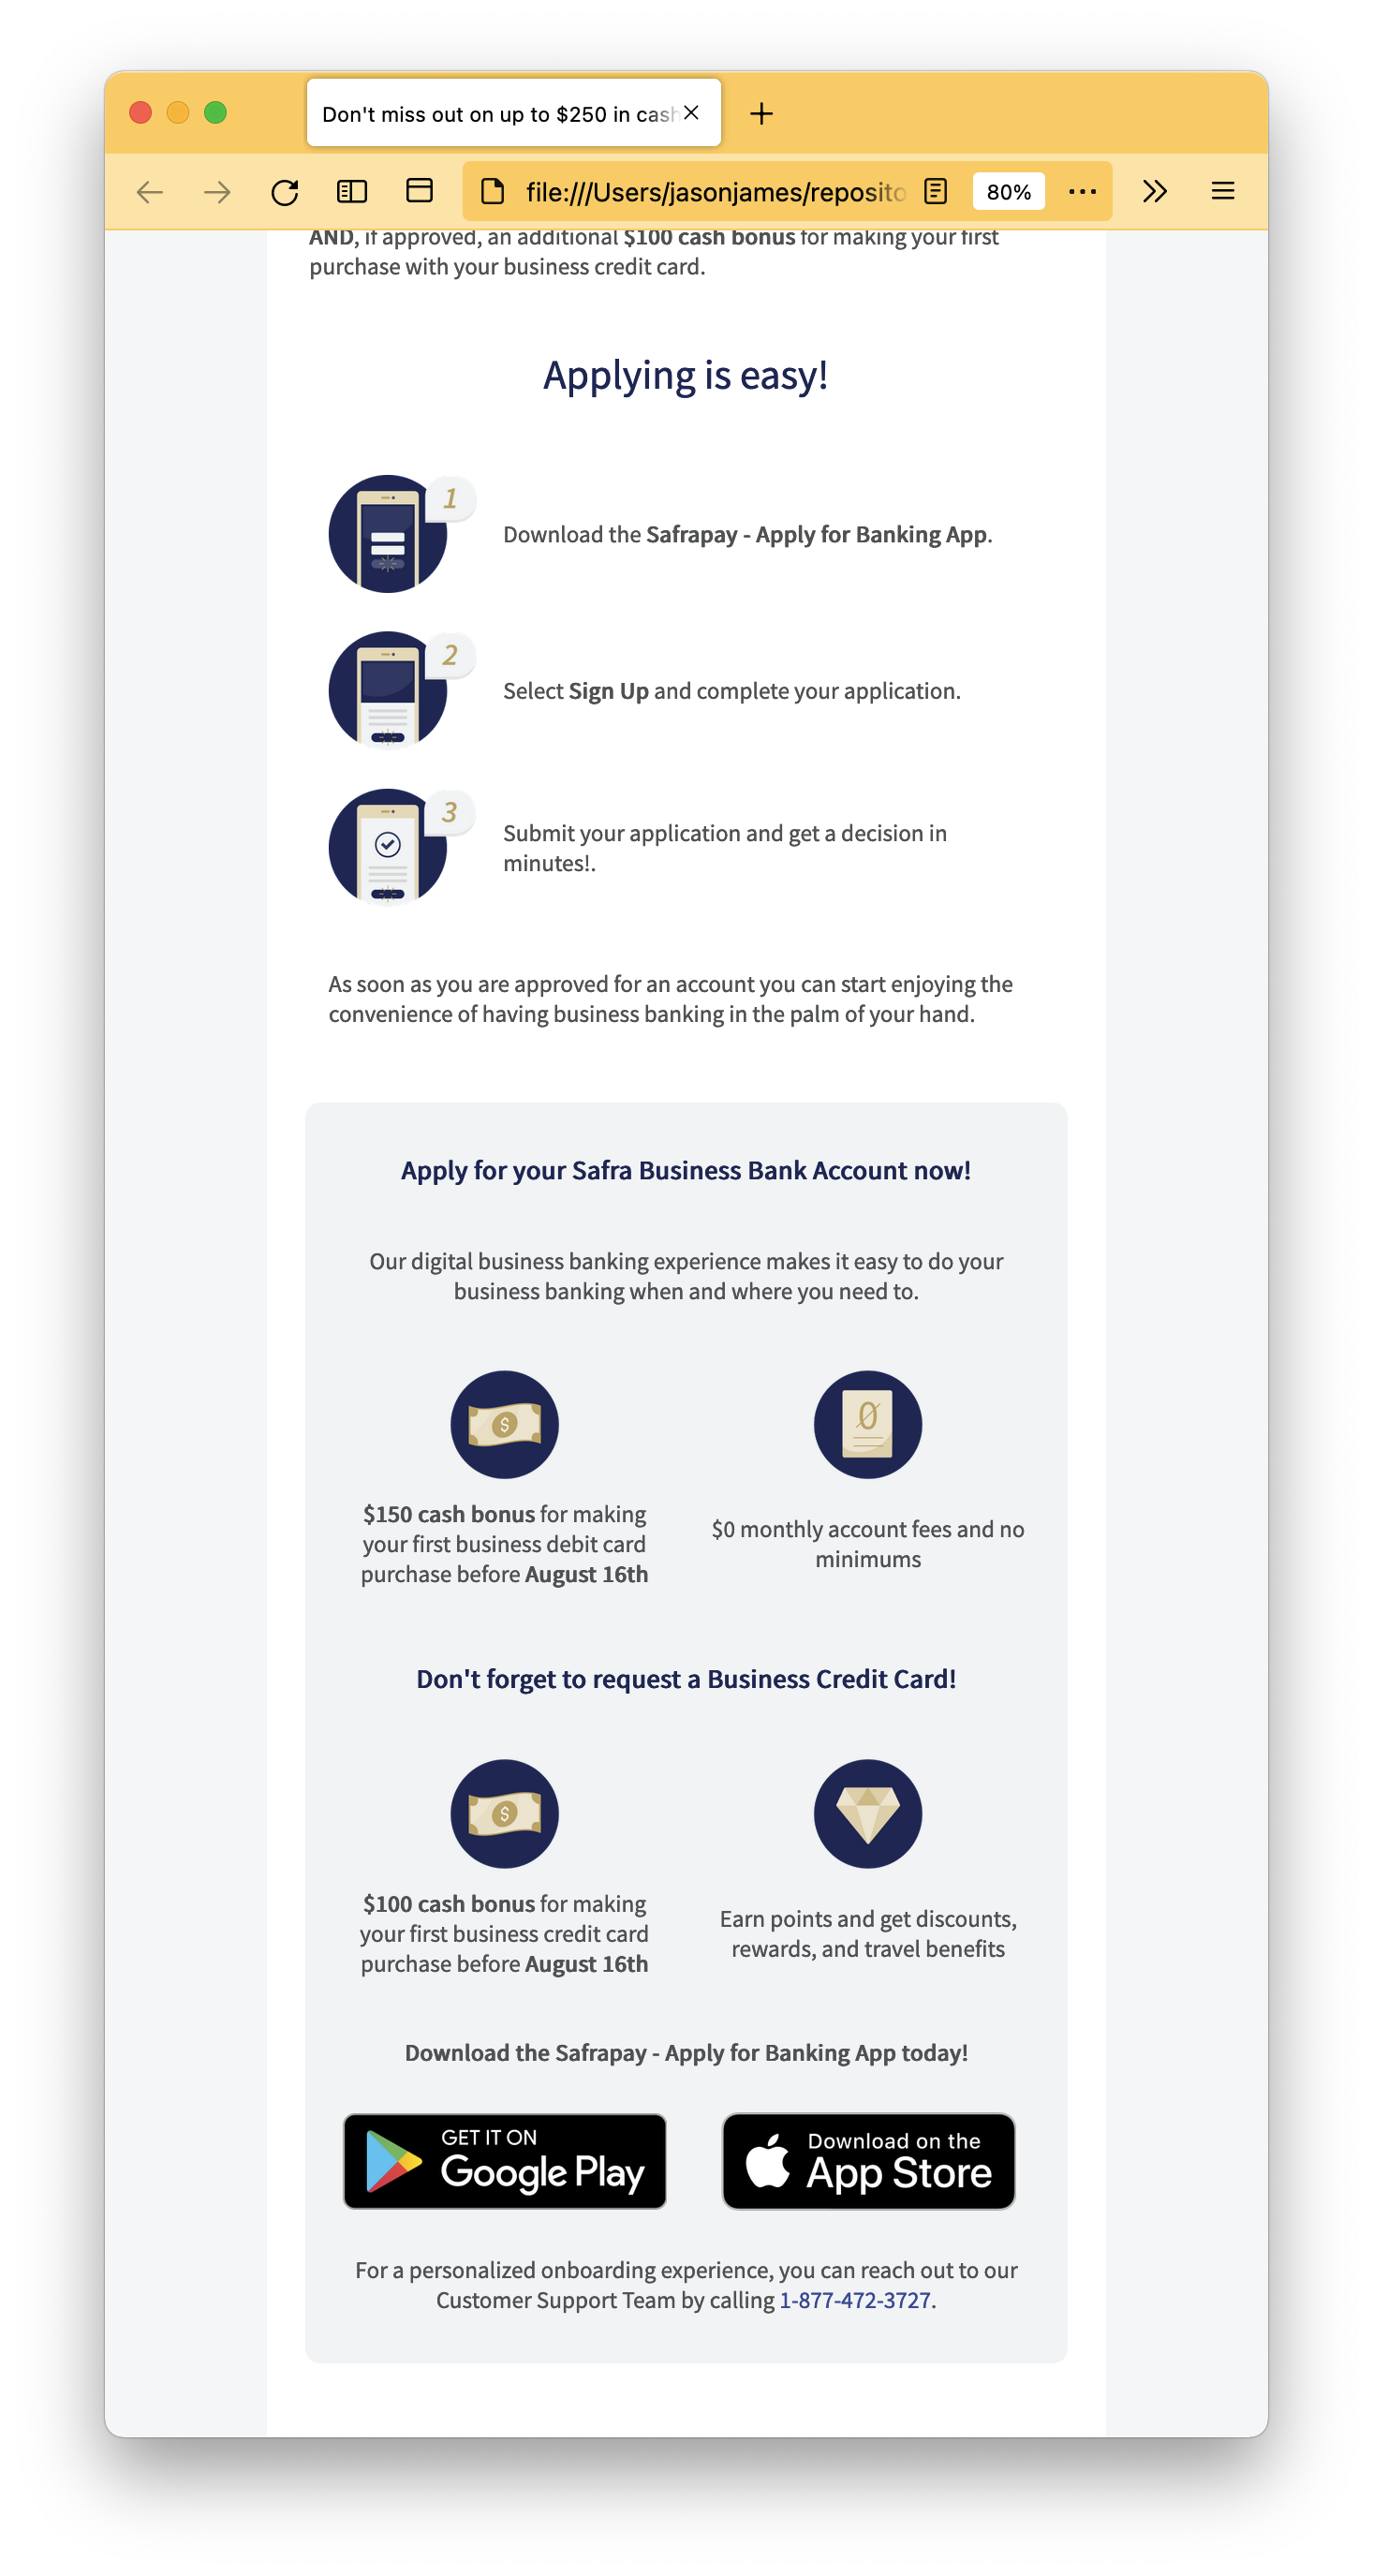 Don't miss out on up to $250 in cash
file:///Users/jasonjames/reposito
80%
AND, if approved, an additional $100 cash bonus for making your first
purchase with your business credit card.
Applying is easy!
1
Download the Safrapay - Apply for Banking App.
2
Select Sign Up and complete your application.
3
Submit your application and get a decision in
minutes!.
As soon as you are approved for an account you can start enjoying the
convenience of having business banking in the palm of your hand.
Apply for your Safra Business Bank Account now!
Our digital business banking experience makes it easy to do your
business banking when and where you need to.
$
0
$150 cash bonus for making
your first business debit card
purchase before August 16th
$0 monthly account fees and no
minimums
Don't forget to request a Business Credit Card!
$
$100 cash bonus for making
your first business credit card
purchase before August 16th
Earn points and get discounts,
rewards, and travel benefits
Download the Safrapay - Apply for Banking App today!
GET IT ON
Google Play
Download on the
App Store
For a personalized onboarding experience, you can reach out to our
Customer Support Team by calling 1-877-472-3727.